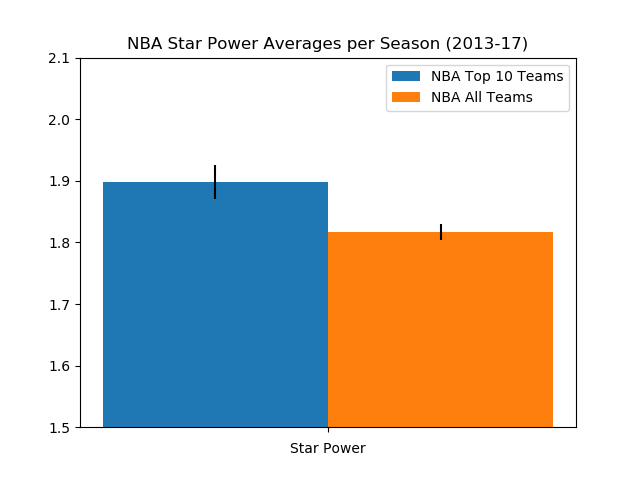 NBA Star Power Averages per Season (2013-17)
2.1
2.0
1.9
1.8
1.7
1.6
1.5
NBA Top 10 Teams
NBA All Teams
Star Power